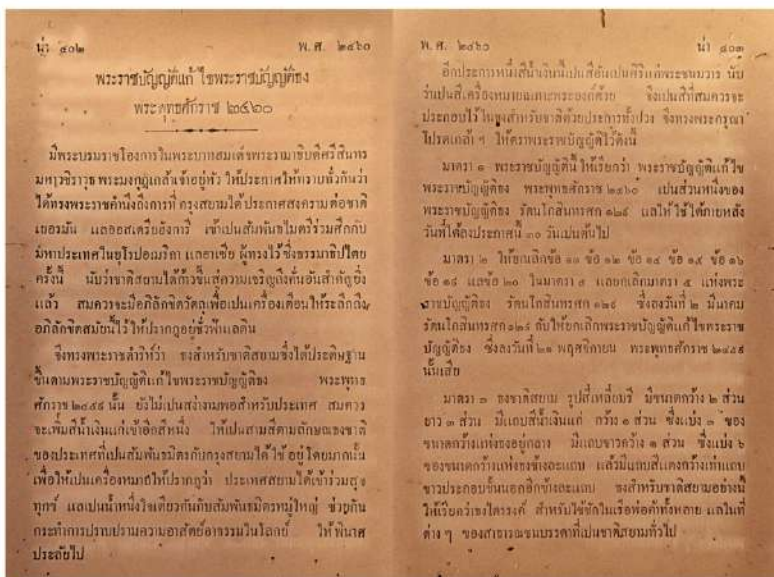 น่า ๔๐๒
พ. ศ. ๒๔๖๐
พระราชบัญญัติแก้ไขพระราชบัญญัติธง
พระพุทธศักราช ๒๔๖๐
มีพระบรมราชโองการในพระบาทสมเด็จพระรามาธิบดีศรีสินทร
มหาวชิราวุธ พระมงกุฎเกล้าเจ้าอยู่หัว ให้ประกาศให้ทราบทั่วกันว่า
ได้ทรงพระราชคำนึงถึงการที่กรุงสยามได้ประกาศสงครามต่อชาติ
เยอรมัน แลออสเตรียฮังการี เข้าเป็นสัมพันธไมตรีร่วมศึกกับ
มหาประเทศในยุโรปอเมริกา แลอาเซีย ผู้ทรงไว้ซึ่งธรรมาธิปไตย
ครั้งนี้ นับว่าชาติสยามได้ก้าวขึ้นสู่ความเจริญถึงคั่นอันสำคัญยิ่ง
แล้ว สมควรจะมีอภิลักขิตวัตถุเพื่อเป็นเครื่องเตือนให้ระลึกถึง
อภิลักขิตสมัยนี้ไว้ให้ปรากฏอยู่ชั่วฟ้าแลดิน
จึงทรงพระราชดำริห์ว่า ธงสำหรับชาติสยามซึ่งได้ประดิษฐาน
ขึ้นตามพระราชบัญญัติแก้ไขพระราชบัญญัติธง พระพุทธ
ศักราช ๒๔๕๙ นั้น ยังไม่เป็นสง่างามพอสำหรับประเทศ สมควร
จะเพิ่มสีน้ำเงินแก่เข้าอีกสีหนึ่ง ให้เป็นสามสีตามลักษณธงชาติ
ของประเทศที่เป็นสัมพันธมิตรกับกรุงสยามได้ใช้อยู่โดยมากนั้น
เพื่อให้เป็นเครื่องหมายให้ปรากฏว่า ประเทศสยามได้เข้าร่วมสุข
ทุกข์ แลเป็นน้ำหนึ่งใจเดียวกันกับสัมพันธมิตรหมู่ใหญ่ ช่วยกัน
กระทำการปราบปรามความอาสัตย์อาธรรมในโลกย์ ให้พินาศ
ประลัยไป
พ. ศ. ๒๔๖๐
น่า ๔๐๓
อีกประการหนึ่งสีน้ำเงินนี้เป็นสีอันเป็นศิริแก่พระชนมวาร นับ
ว่าเป็นสีเครื่องหมายฉเพาะพระองค์ด้วย จึงเป็นสีที่สมควรจะ
ประกอบไว้ในธงสำหรับชาติด้วยประการทั้งปวง จึงทรงพระกรุณา
โปรดเกล้า ฯ ให้ตราพระราชบัญญัติไว้ดังนี้
มาตรา ๑ พระราชบัญญัตินี้ ให้เรียกว่า พระราชบัญญัติแก้ไข
พระราชบัญญัติธง พระพุทธศักราช ๒๔๖๐ เป็นส่วนหนึ่งของ
พระราชบัญญัติธง รัตนโกสินทรศก ๑๒๙ แลให้ใช้ได้ภายหลัง
วันที่ได้ลงประกาศนี้ ๓๐ วันเป็นต้นไป
มาตรา ๒ ให้ยกเลิกข้อ ๑๑ ข้อ ๑๒ ข้อ ๑๔ ข้อ ๑๕ ข้อ ๑๖
ข้อ ๑๘ แลข้อ ๒๐ ในมาตรา ๓ แลยกเลิกมาตรา ๕ แห่งพระ
ราชบัญญัติธง รัตนโกสินทรศก ๑๒๙ ซึ่งลงวันที่ ๒ มีนาคม
รัตนโกสินทรศก ๑๒๙ กับให้ยกเลิกพระราชบัญญัติแก้ไขพระราช
บัญญัติธง ซึ่งลงวันที่ ๒๑ พฤศจิกายน พระพุทธศักราช ๒๔๕๙
นั้นเสีย
มาตรา ๓ ธงชาติสยาม รูปสี่เหลี่ยมรี มีขนาดกว้าง ๒ ส่วน
ยาว ๓ ส่วน มีแถบสีน้ำเงินแก่ กว้าง ๑ ส่วน ซึ่งแบ่ง ๓ ของ
ขนาดกว้างแห่งธงอยู่กลาง มีแถบขาวกว้าง ๑ ส่วน ซึ่งแบ่ง ๖
ของขนาดกว้างแห่งธงข้างละแถบ แล้วมีแถบสีแดงกว้างเท่าแถบ
ขาวประกอบชั้นนอกอีกข้างละแถบ ธงสำหรับชาติสยามอย่างนี้
ให้เรียกว่าธงไตรรงค์ สำหรับใช้ชักในเรือพ่อค้าทั้งหลาย แลในที่
ต่าง ๆ ของสาธารณชนบรรดาที่เป็นชาติสยามทั่วไป